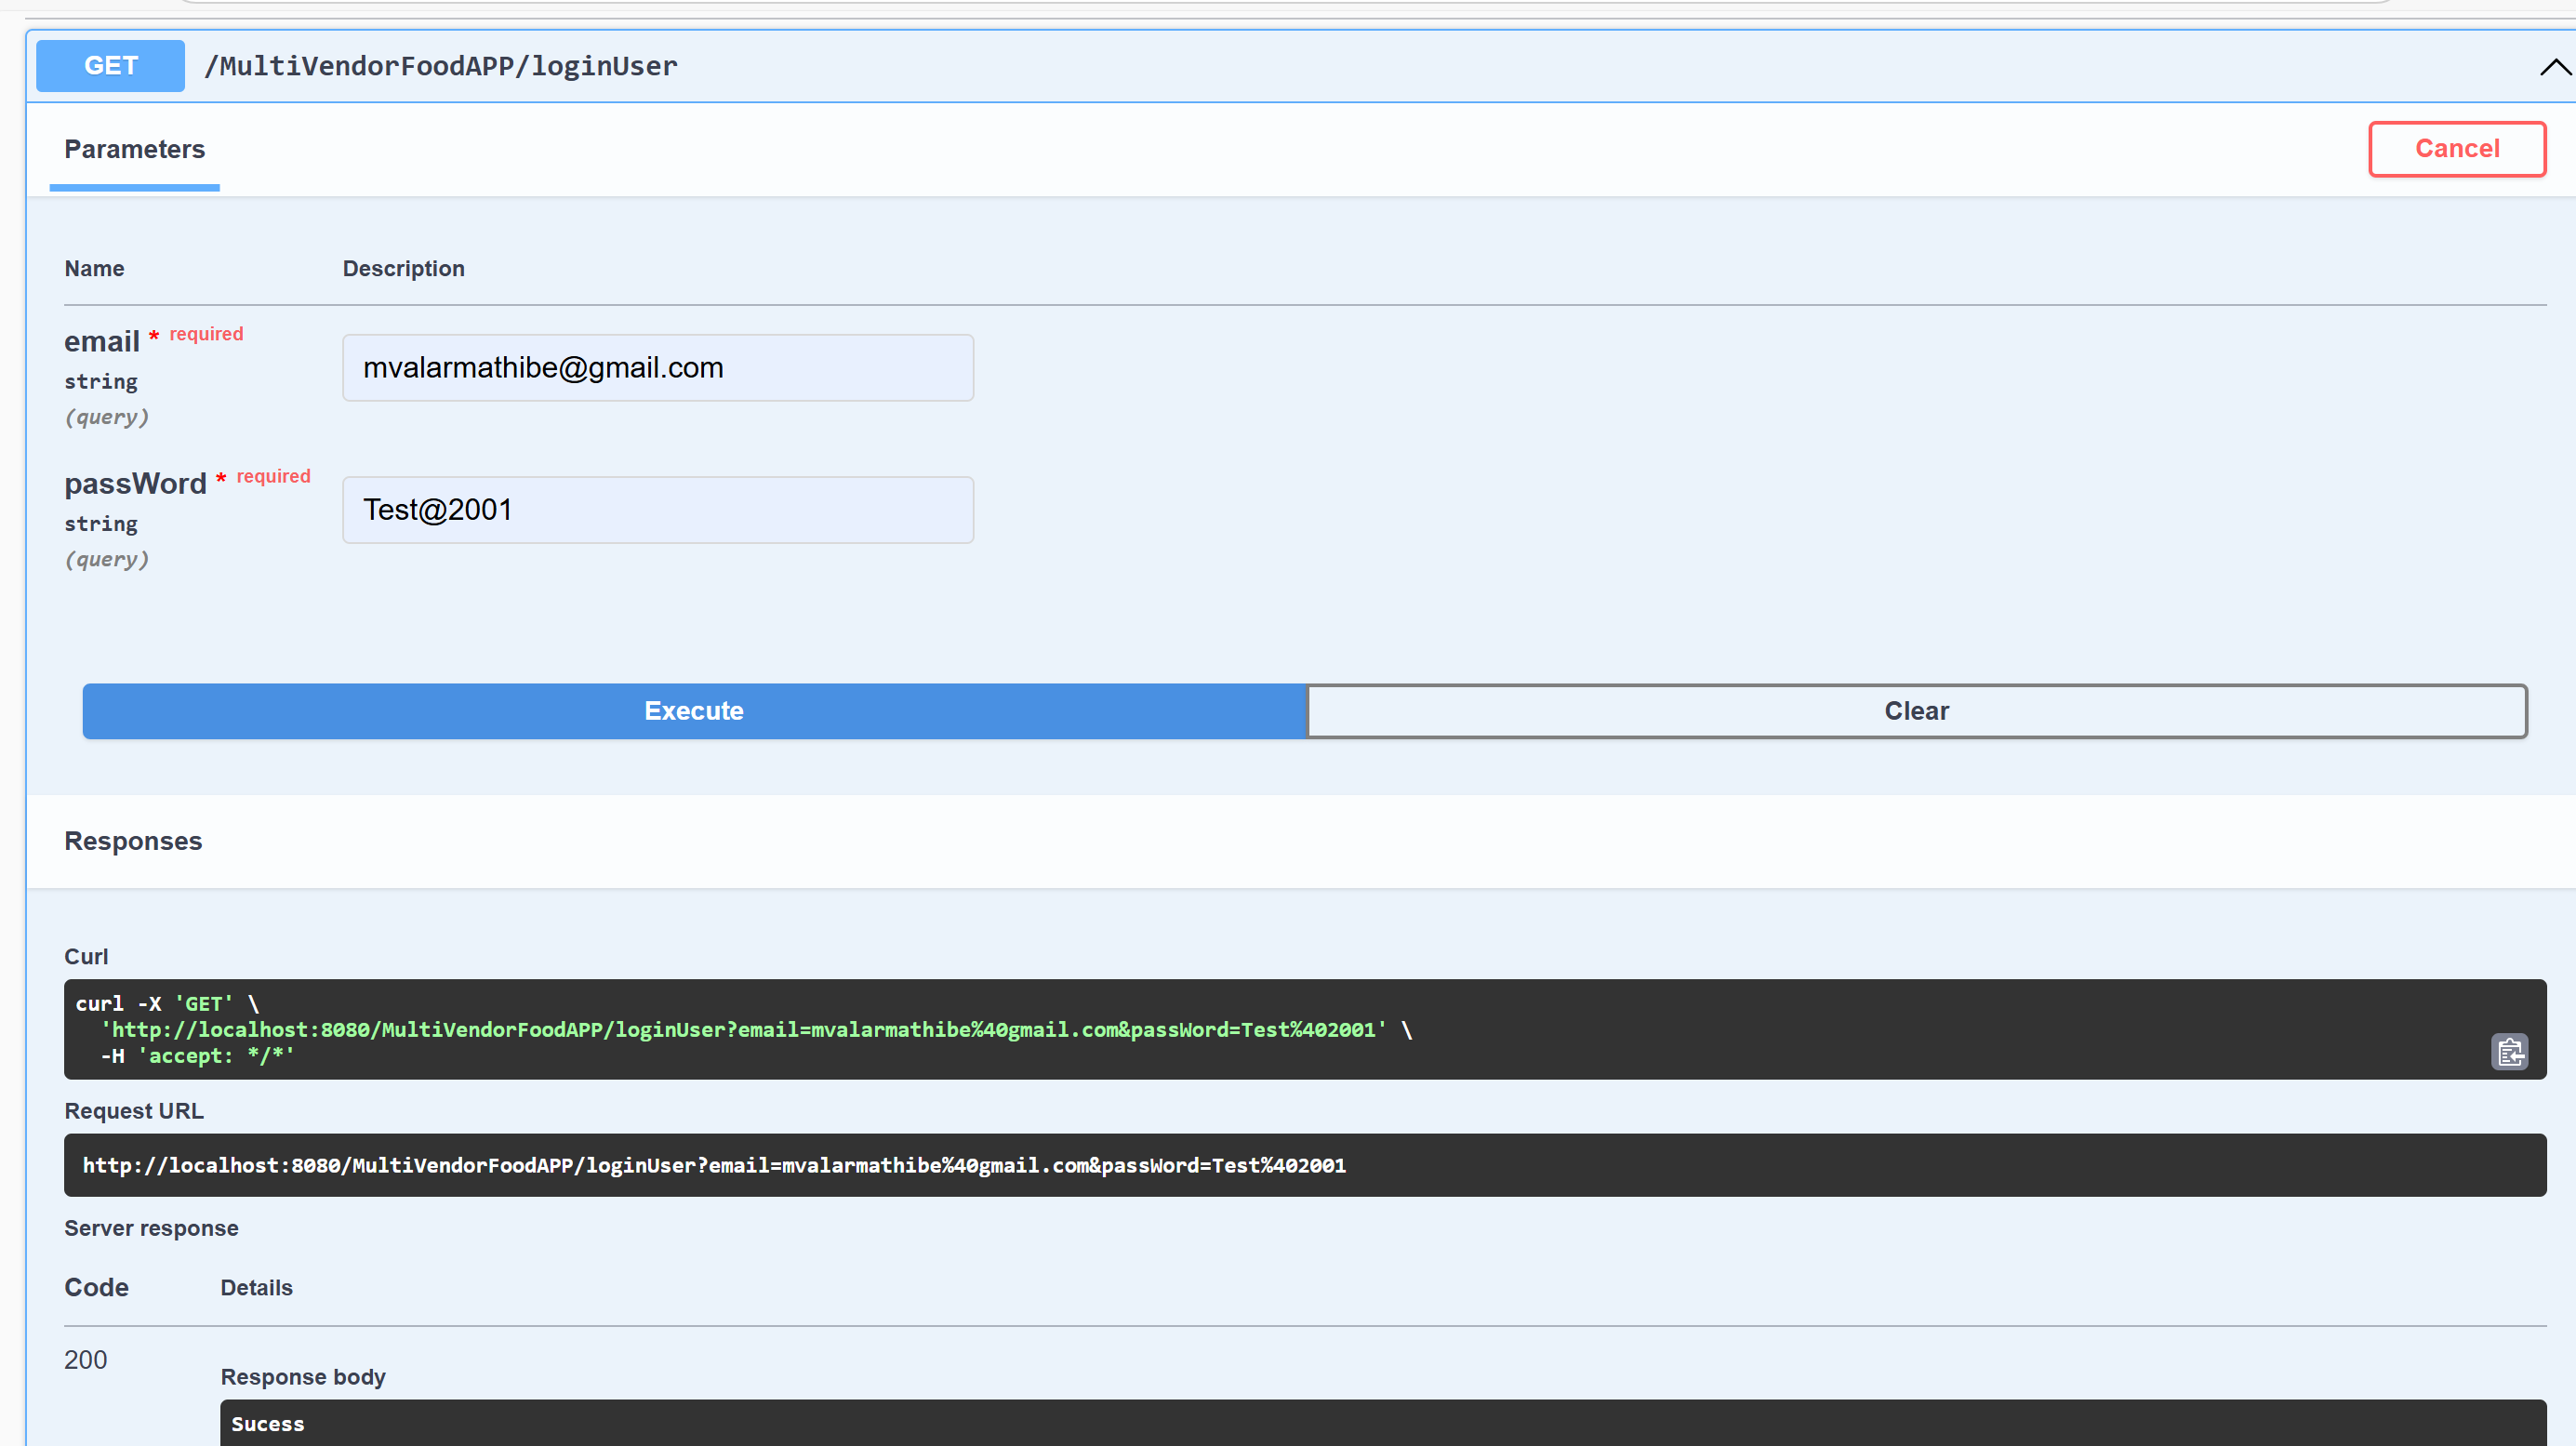 GET /MultiVendorFoodAPP/loginUser
Parameters
Cancel
Name Description
email * required
string
(query)
mvalarmathibe@gmail.com
passWord * required
string
(query)
Test@2001
Execute Clear
Responses
Curl
curl -X 'GET' \
'http://localhost:8080/MultiVendorFoodAPP/loginUser?email=mvalarmathibe%40gmail.com&passWord=Test%402001' \
-H 'accept: */*'
Request URL
http://localhost:8080/MultiVendorFoodAPP/loginUser?email=mvalarmathibe%40gmail.com&passWord=Test%402001
Server response
Code Details
200
Response body
Sucess